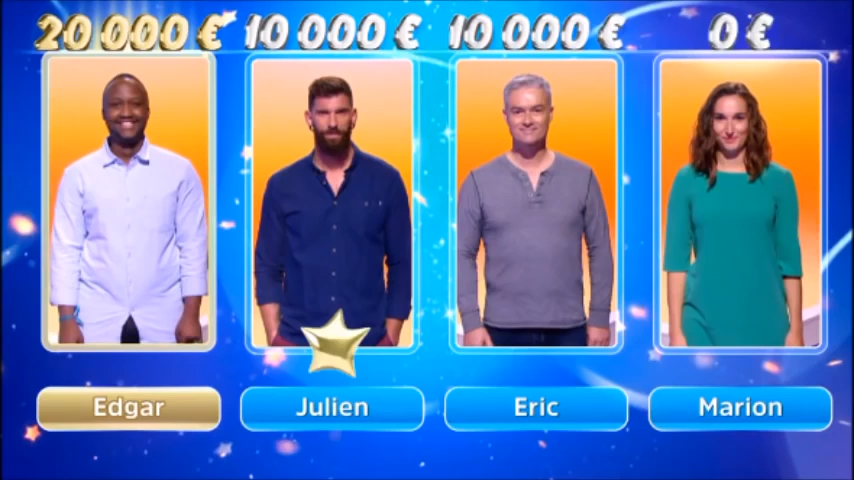 20 000 € 10 000 € 10 000 € 0 €
Edgar Julien Eric Marion